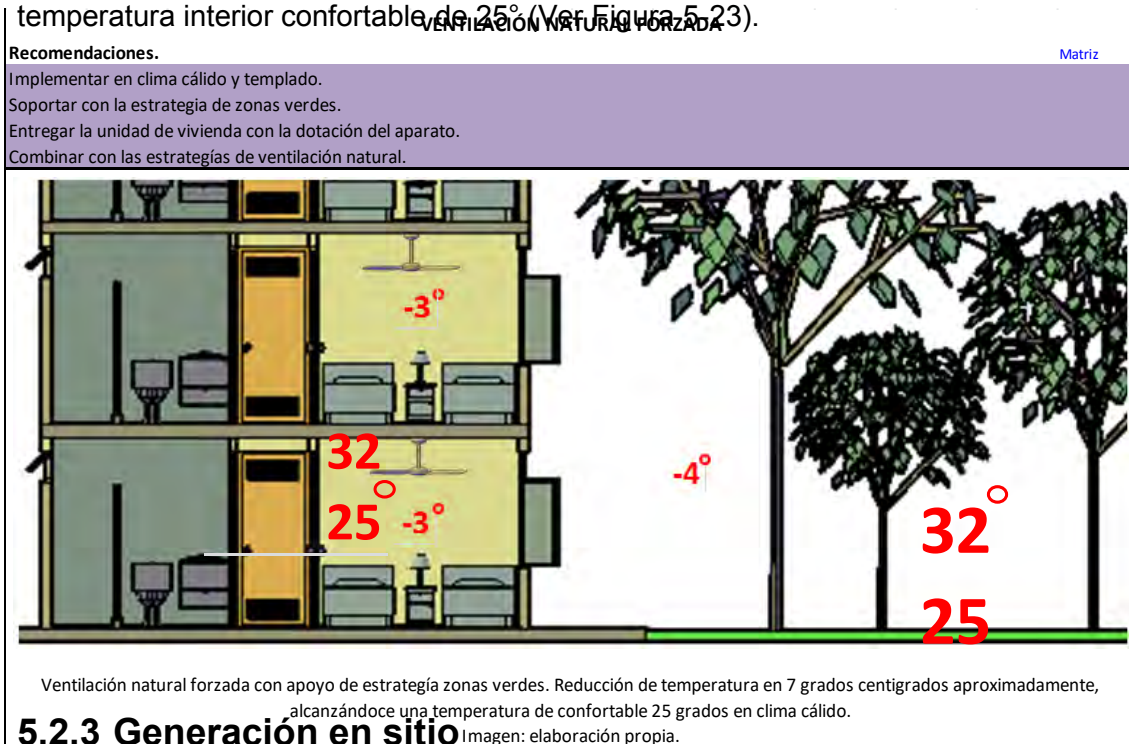 temperatura interior confortable de 25° (Ver Figura 5-23).
VENTILACIÓN NATURAL FORZADA
Recomendaciones.
Matriz
Implementar en clima cálido y templado.
Soportar con la estrategia de zonas verdes.
Entregar la unidad de vivienda con la dotación del aparato.
Combinar con las estrategías de ventilación natural.
-3°
32
25°
-3°
-4°
32°
25
Ventilación natural forzada con apoyo de estrategía zonas verdes. Reducción de temperatura en 7 grados centigrados aproximadamente,
alcanzándoce una temperatura de confortable 25 grados en clima cálido.
5.2.3 Generación en sitio
Imagen: elaboración propia.